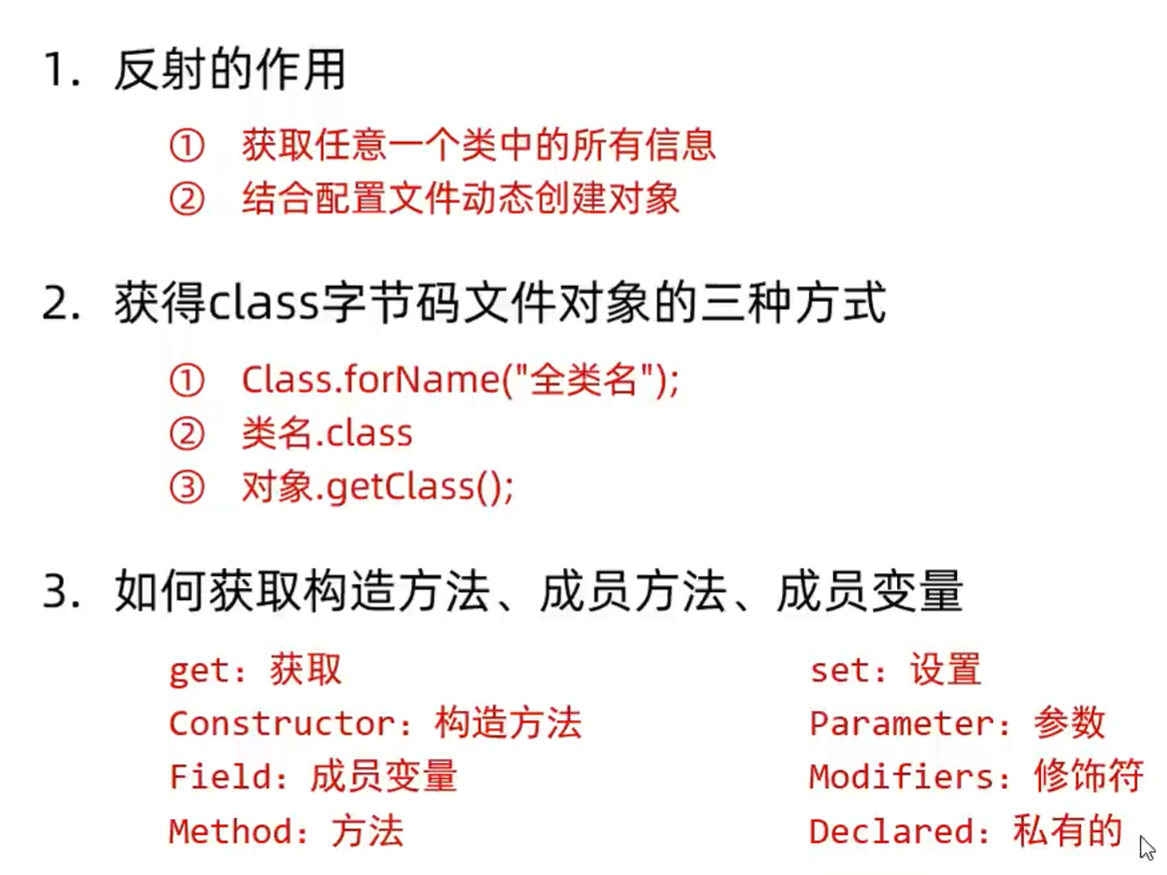 1. 反射的作用
① 获取任意一个类中的所有信息
② 结合配置文件动态创建对象
2. 获得class字节码文件对象的三种方式
① Class.forName("全类名");
② 类名.class
③ 对象.getClass();
3. 如何获取构造方法、成员方法、成员变量
get：获取 set：设置
Constructor：构造方法 Parameter：参数
Field：成员变量 Modifiers：修饰符
Method：方法 Declared：私有的